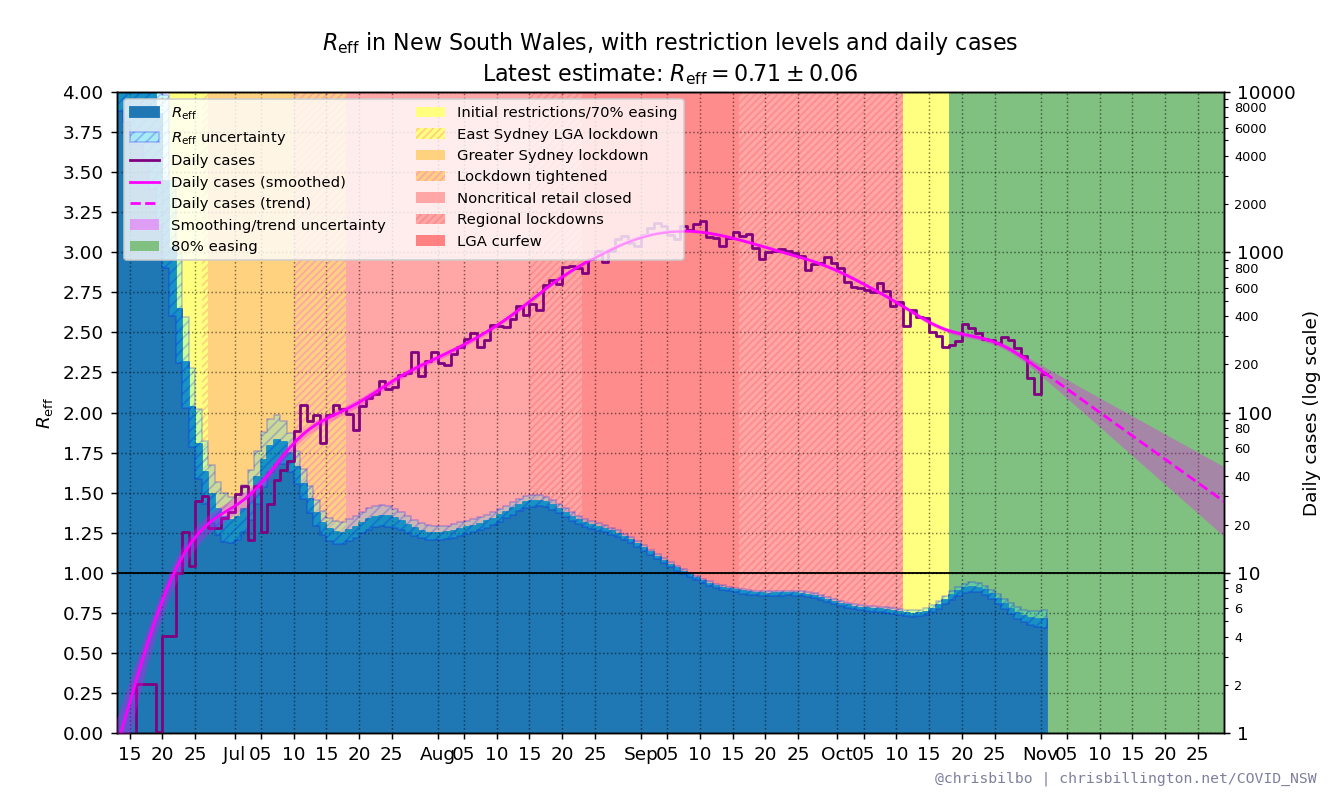 R_eff in New South Wales, with restriction levels and daily cases
Latest estimate: R_eff = 0.71 ± 0.06
R_eff
R_eff uncertainty
Daily cases
Daily cases (smoothed)
Daily cases (trend)
Smoothing/trend uncertainty
80% easing
Initial restrictions/70% easing
East Sydney LGA lockdown
Greater Sydney lockdown
Lockdown tightened
Noncritical retail closed
Regional lockdowns
LGA curfew
R_eff
4.00
3.75
3.50
3.25
3.00
2.75
2.50
2.25
2.00
1.75
1.50
1.25
1.00
0.75
0.50
0.25
0.00
10000
8000
6000
4000
2000
1000
800
600
400
200
100
80
60
40
20
10
8
6
4
2
1
Daily cases (log scale)
15 20 25 Jul 05 10 15 20 25 Aug 05 10 15 20 25 Sep 05 10 15 20 25 Oct 05 10 15 20 25 Nov 05 10 15 20 25
@chrisbilbo | chrisbillington.net/COVID_NSW